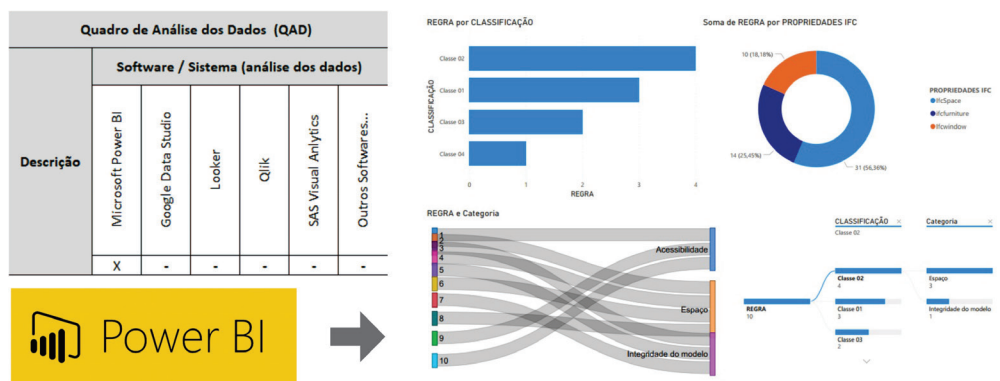 Quadro de Análise dos Dados (QAD)
Descrição
Software / Sistema (análise dos dados)
Microsoft Power BI
Google Data Studio
Looker
Qlik
SAS Visual Anlytics
Outros Softwares...
X - - - - -
Power BI
REGRA por CLASSIFICAÇÃO
CLASSIFICAÇÃO
Classe 02
Classe 01
Classe 03
Classe 04
0 1 2 3 4
REGRA
Soma de REGRA por PROPRIEDADES IFC
10 (18,18%)
14 (25,45%)
31 (56,36%)
PROPRIEDADES IFC
IfcSpace
Ifcfurniture
Ifcwindow
REGRA e Categoria
1
2
3
4
5
6
7
8
9
10
Acessibilidade
Espaço
Integridade do modelo
CLASSIFICAÇÃO ×
Classe 02
Categoria ×
REGRA
10
Classe 02
4
Classe 01
3
Classe 03
2
Espaço
3
Integridade do modelo
1